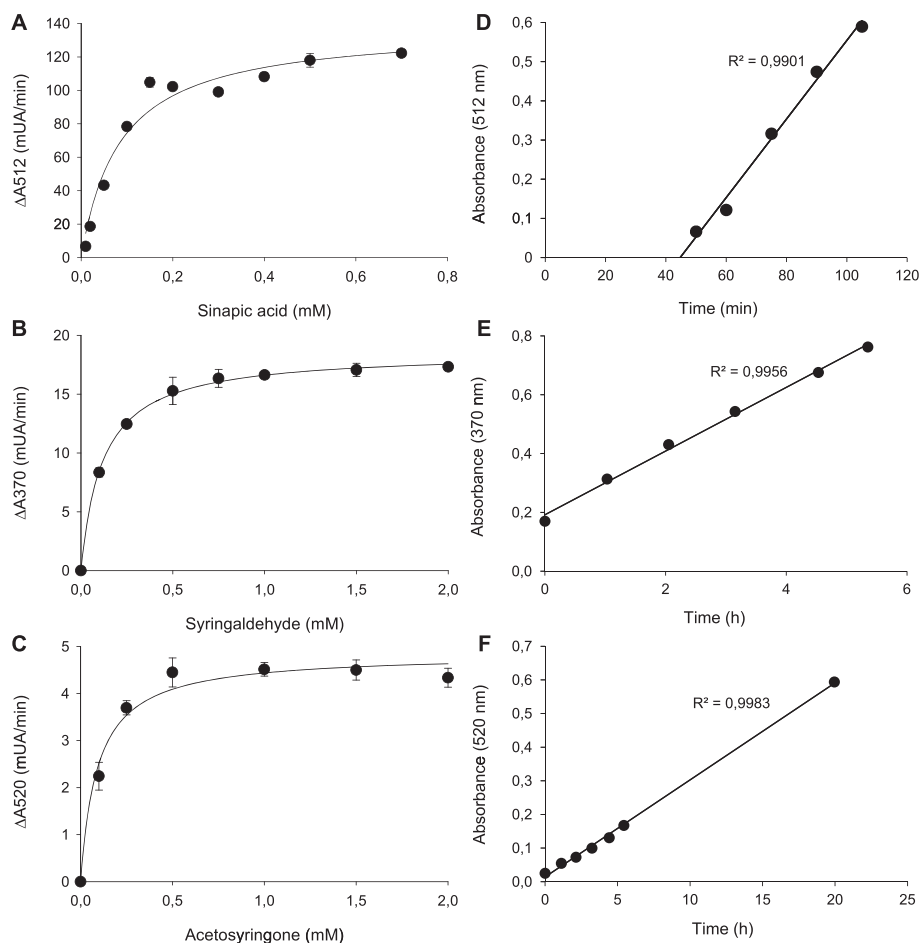 A
ΔA512 (mUA/min)
140
120
100
80
60
40
20
0
0,0 0,2 0,4 0,6 0,8
Sinapic acid (mM)
D
Absorbance (512 nm)
0,6
0,5
0,4
0,3
0,2
0,1
0
R² = 0,9901
0 20 40 60 80 100 120
Time (min)
B
ΔA370 (mUA/min)
20
15
10
5
0
0,0 0,5 1,0 1,5 2,0
Syringaldehyde (mM)
E
Absorbance (370 nm)
0,8
0,6
0,4
0,2
0,0
R² = 0,9956
0 2 4 6
Time (h)
C
ΔA520 (mUA/min)
5
4
3
2
1
0
0,0 0,5 1,0 1,5 2,0
Acetosyringone (mM)
F
Absorbance (520 nm)
0,7
0,6
0,5
0,4
0,3
0,2
0,1
0,0
R² = 0,9983
0 5 10 15 20 25
Time (h)